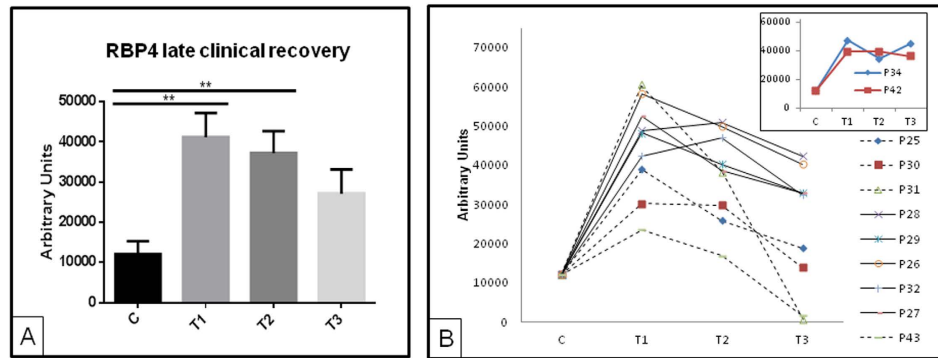 RBP4 late clinical recovery
**
**
50000
40000
30000
20000
10000
0
Arbitrary Units
C
T1
T2
T3
A
70000
60000
50000
40000
30000
20000
10000
0
Arbitrary Units
C
T1
T2
T3
60000
40000
20000
0
P34
P42
C
T1
T2
T3
P25
P30
P31
P28
P29
P26
P32
P27
P43
B